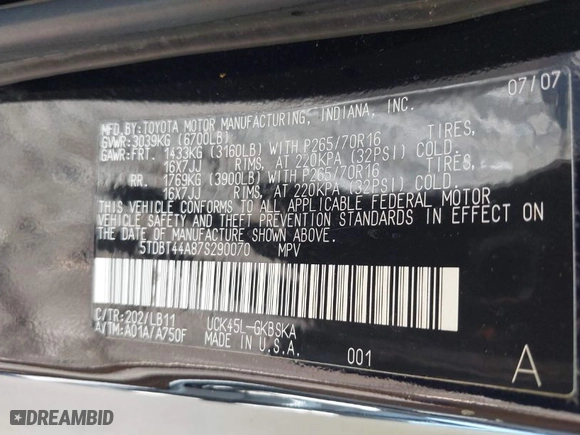 07/07
MFD.BY:TOYOTA MOTOR MANUFACTURING, INDIANA, INC.
GVWR:3039KG (6700LB)
GAWR:FRT. 1433KG (3160LB) WITH P265/70R16 TIRES,
16X7JJ RIMS, AT 220KPA (32PSI) COLD.
RR. 1769KG (3900LB) WITH P265/70R16 TIRES,
16X7JJ RIMS, AT 220KPA (32PSI) COLD.
THIS VEHICLE CONFORMS TO ALL APPLICABLE FEDERAL MOTOR
VEHICLE SAFETY AND THEFT PREVENTION STANDARDS IN EFFECT ON
THE DATE OF MANUFACTURE SHOWN ABOVE.
5TDBT44A87S290070 MPV
C/TR:202/LB11 UCK45L-GKBSKA
A/TM:A01A/A750F MADE IN U.S.A.
001
A
DREAMBID